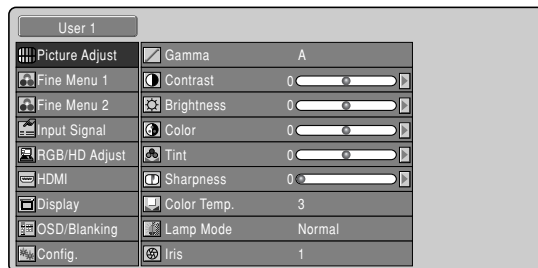 User 1
Picture Adjust Gamma A
Fine Menu 1 Contrast 0
Fine Menu 2 Brightness 0
Input Signal Color 0
RGB/HD Adjust Tint 0
HDMI Sharpness 0
Display Color Temp. 3
OSD/Blanking Lamp Mode Normal
Config. Iris 1